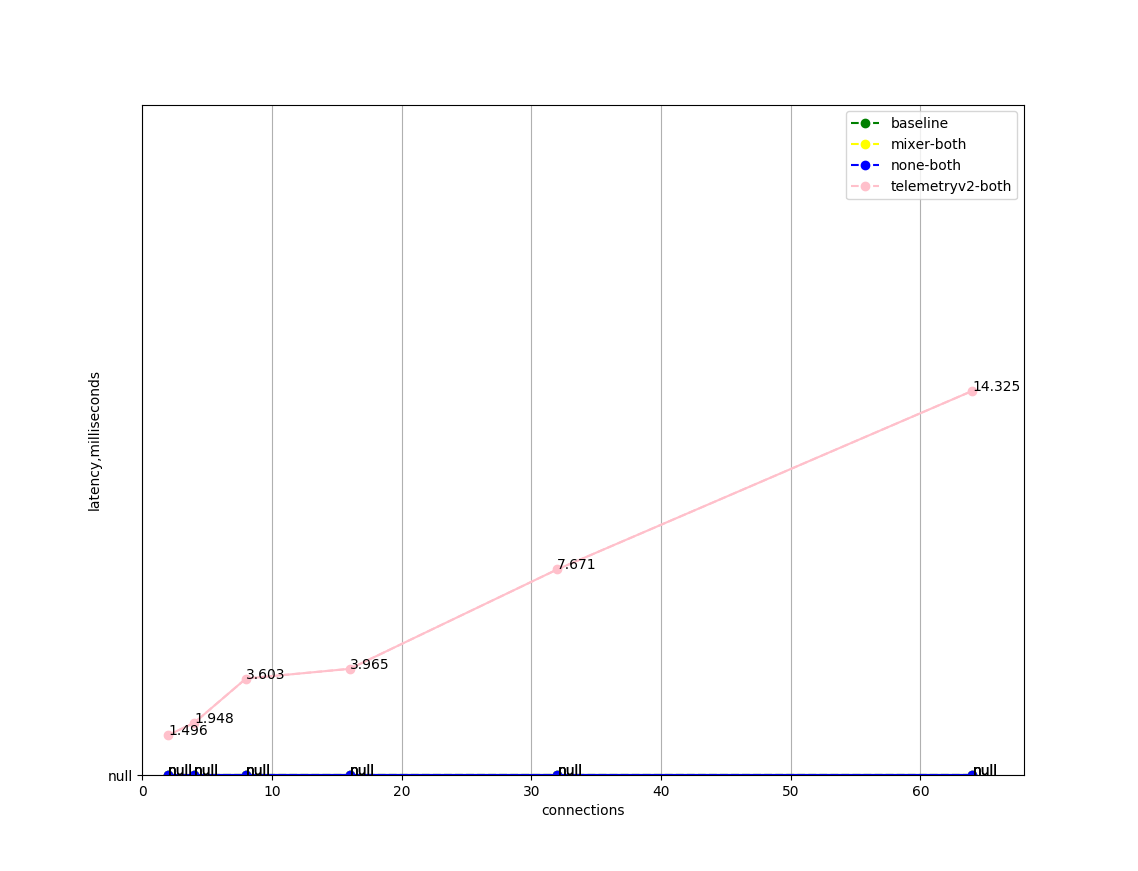 baseline
mixer-both
none-both
telemetryv2-both
latency,milliseconds
14.325
7.671
3.965
3.603
1.948
1.496
null null null null null null
null
0 10 20 30 40 50 60
connections